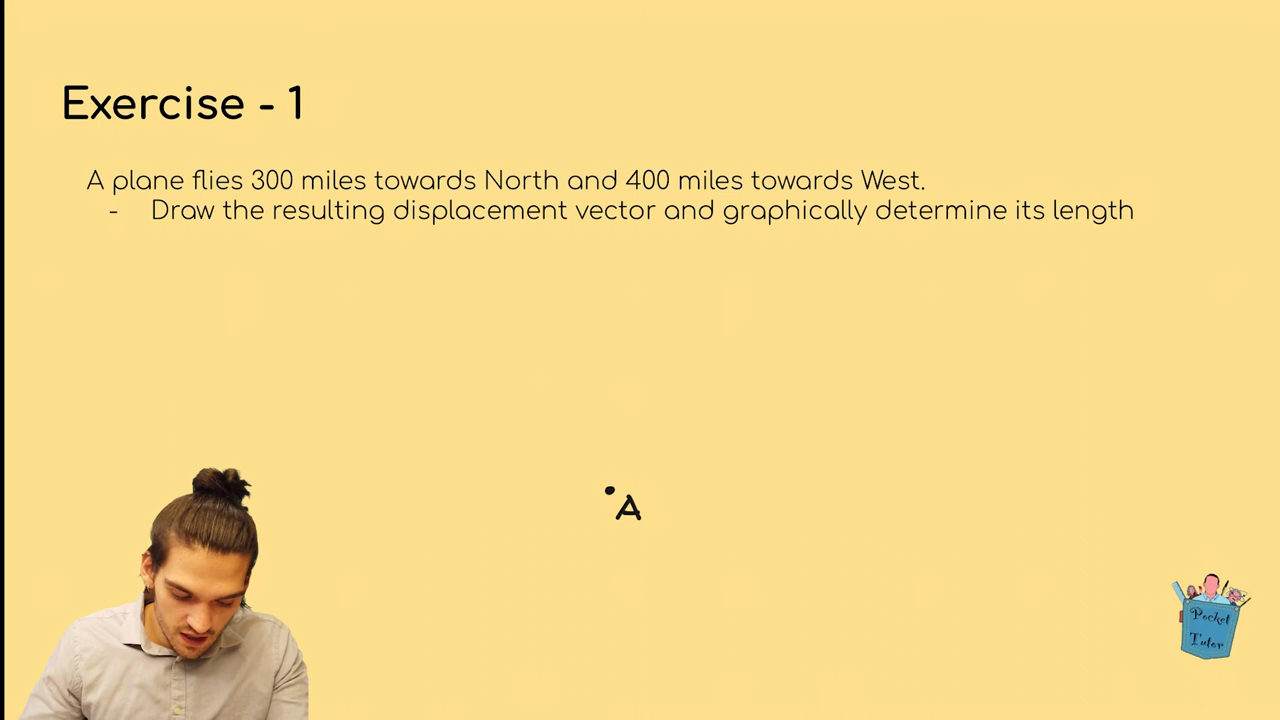 Exercise - 1
A plane flies 300 miles towards North and 400 miles towards West.
- Draw the resulting displacement vector and graphically determine its length
A
Pocket
Tutor